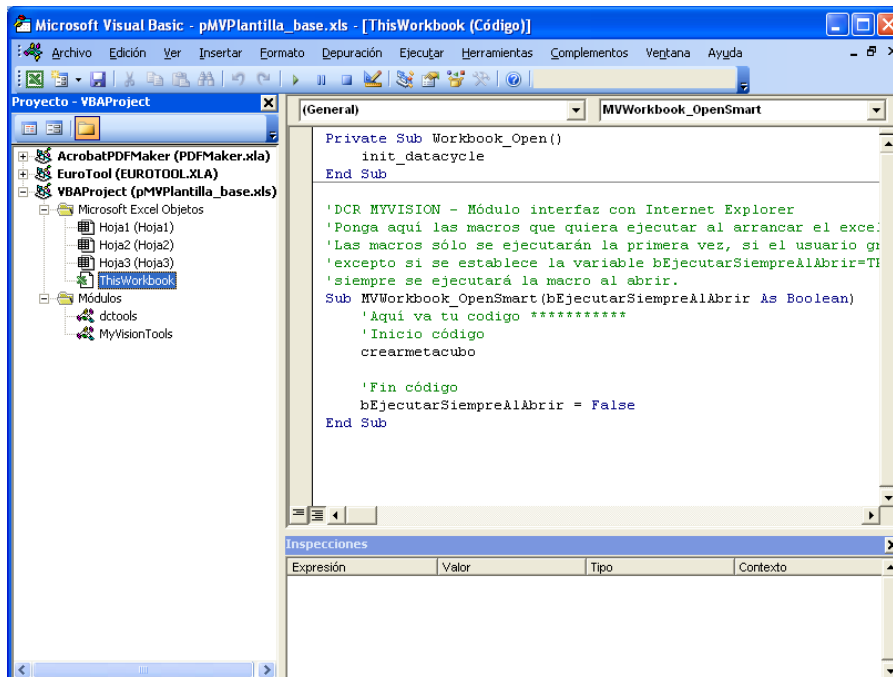 Microsoft Visual Basic - pMVPlantilla_base.xls - [ThisWorkbook (Código)]
Archivo Edición Ver Insertar Formato Depuración Ejecutar Herramientas Complementos Ventana Ayuda
Proyecto - VBAProject
AcrobatPDFMaker (PDFMaker.xla)
EuroTool (EUROTOOL.XLA)
VBAProject (pMVPlantilla_base.xls)
Microsoft Excel Objetos
Hoja1 (Hoja1)
Hoja2 (Hoja2)
Hoja3 (Hoja3)
ThisWorkbook
Módulos
dctools
MyVisionTools
(General) MVWorkbook_OpenSmart
Private Sub Workbook_Open()
init_datacycle
End Sub
'DCR MYVISION - Módulo interfaz con Internet Explorer
'Ponga aquí las macros que quiera ejecutar al arrancar el excel
'Las macros sólo se ejecutarán la primera vez, si el usuario gr
'excepto si se establece la variable bEjecutarSiempreAlAbrir=TR
'siempre se ejecutará la macro al abrir.
Sub MVWorkbook_OpenSmart(bEjecutarSiempreAlAbrir As Boolean)
'Aquí va tu codigo ***********
'Inicio código
crearmetacubo
'Fin código
bEjecutarSiempreAlAbrir = False
End Sub
Inspecciones
Expresión Valor Tipo Contexto